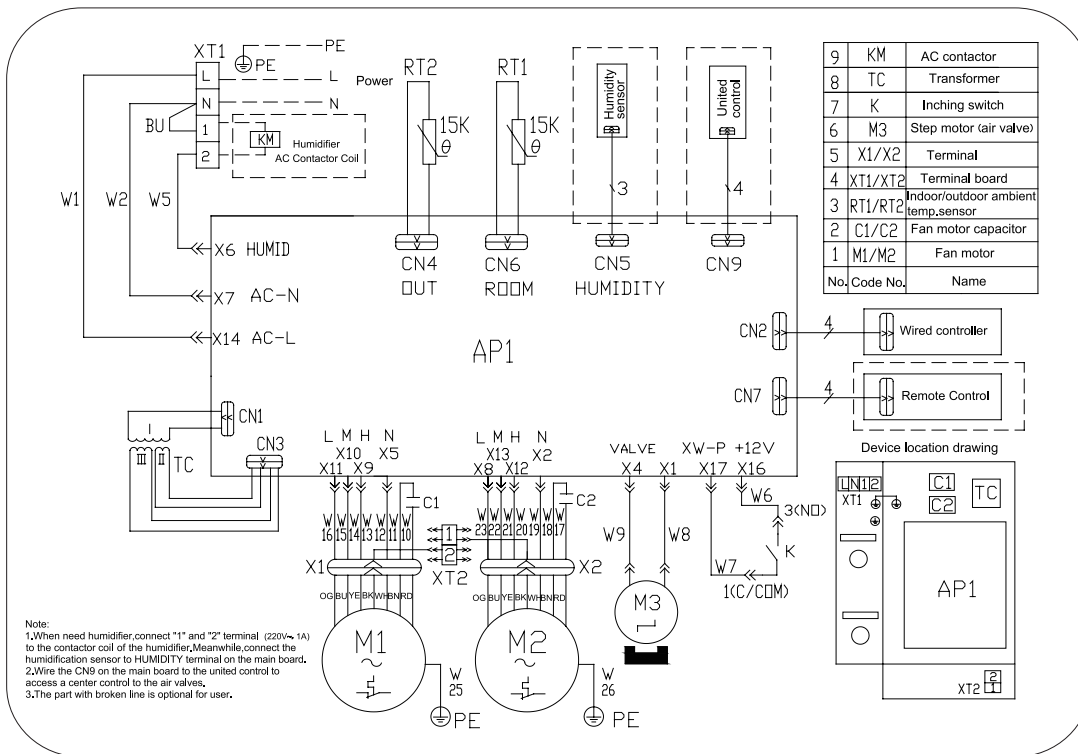 XT1
PE
PE
L
L
Power
N
N
1
2
BU
KM
Humidifier
AC Contactor Coil
W1
W2
W5
RT2
15K
θ
RT1
15K
θ
Humidity
sensor
3
United
control
4
9 KM AC contactor
8 TC Transformer
7 K Inching switch
6 M3 Step motor (air valve)
5 X1/X2 Terminal
4 XT1/XT2 Terminal board
3 RT1/RT2 Indoor/outdoor ambient
temp.sensor
2 C1/C2 Fan motor capacitor
1 M1/M2 Fan motor
No. Code No. Name
X6 HUMID
X7 AC-N
X14 AC-L
CN4
OUT
CN6
ROOM
CN5
HUMIDITY
CN9
AP1
CN2
4
Wired controller
CN7
4
Remote Control
CN1
CN3
I
III
II
TC
L M H N
X11 X10 X9 X5
L M H N
X8 X13 X12 X2
VALVE
X4 X1
XW-P +12V
X17 X16
C1
C2
W
16
W
15
W
14
W
13
W
12
W
11
W
10
W
23
W
22
W
21
W
20
W
19
W
18
W
17
1
2
XT2
X1
X2
OG BU YE BK WH BN RD
OG BU YE BK WH BN RD
M1
~
M2
~
W
25
PE
W
26
PE
W9
W8
M3
W6
3(NO)
K
W7
1(C/COM)
Device location drawing
L N 1 2
XT1
C1
C2
TC
AP1
XT2
2
1
Note:
1.When need humidifier,connect "1" and "2" terminal (220V~ 1A)
to the contactor coil of the humidifier.Meanwhile,connect the
humidification sensor to HUMIDITY terminal on the main board.
2.Wire the CN9 on the main board to the united control to
access a center control to the air valves.
3.The part with broken line is optional for user.